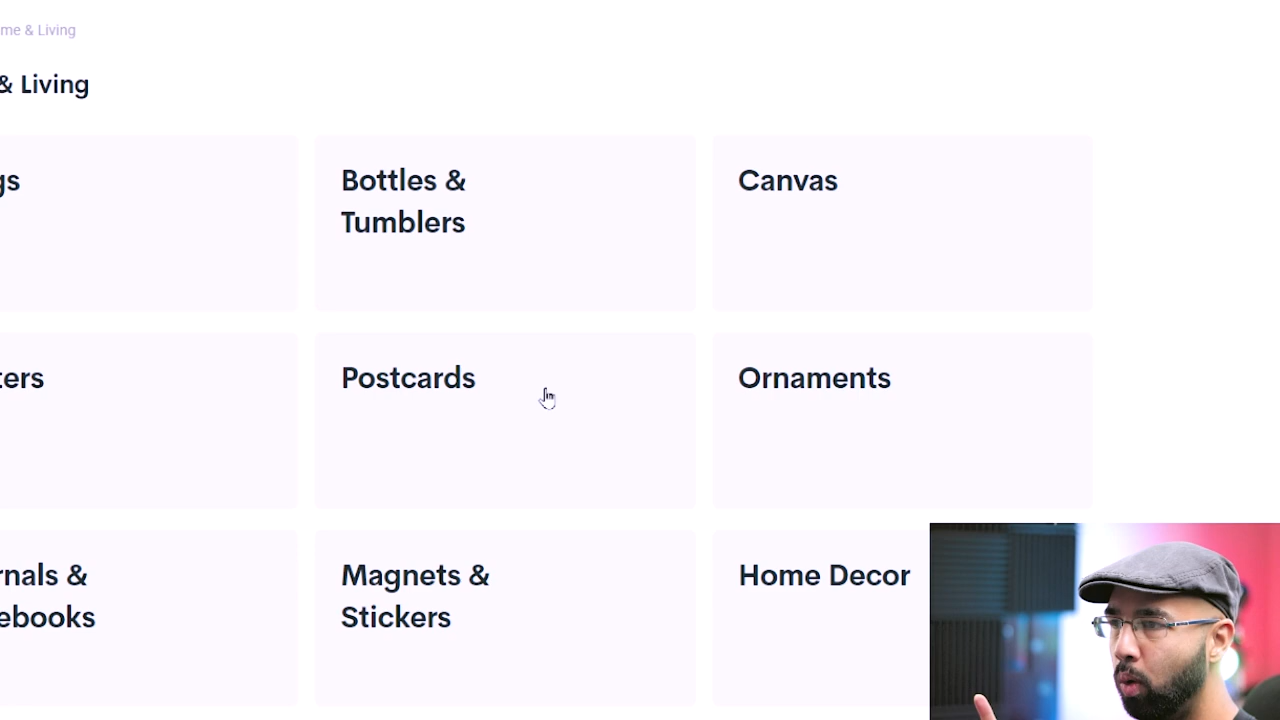 me & Living
& Living
gs
Bottles &
Tumblers
Canvas
ters
Postcards
Ornaments
rnals &
ebooks
Magnets &
Stickers
Home Decor